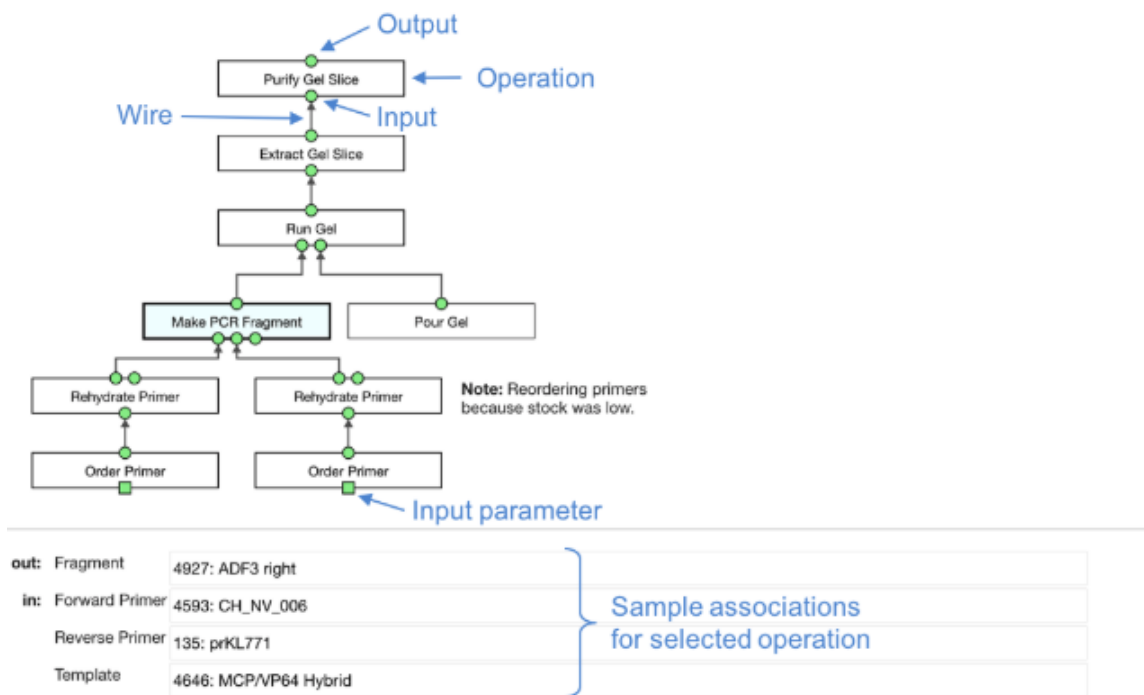 Output
Purify Gel Slice
Operation
Wire
Input
Extract Gel Slice
Run Gel
Make PCR Fragment
Pour Gel
Rehydrate Primer
Rehydrate Primer
Note: Reordering primers
because stock was low.
Order Primer
Order Primer
Input parameter
out: Fragment 4927: ADF3 right
in: Forward Primer 4593: CH_NV_006
Reverse Primer 135: prKL771
Template 4646: MCP/VP64 Hybrid
Sample associations
for selected operation